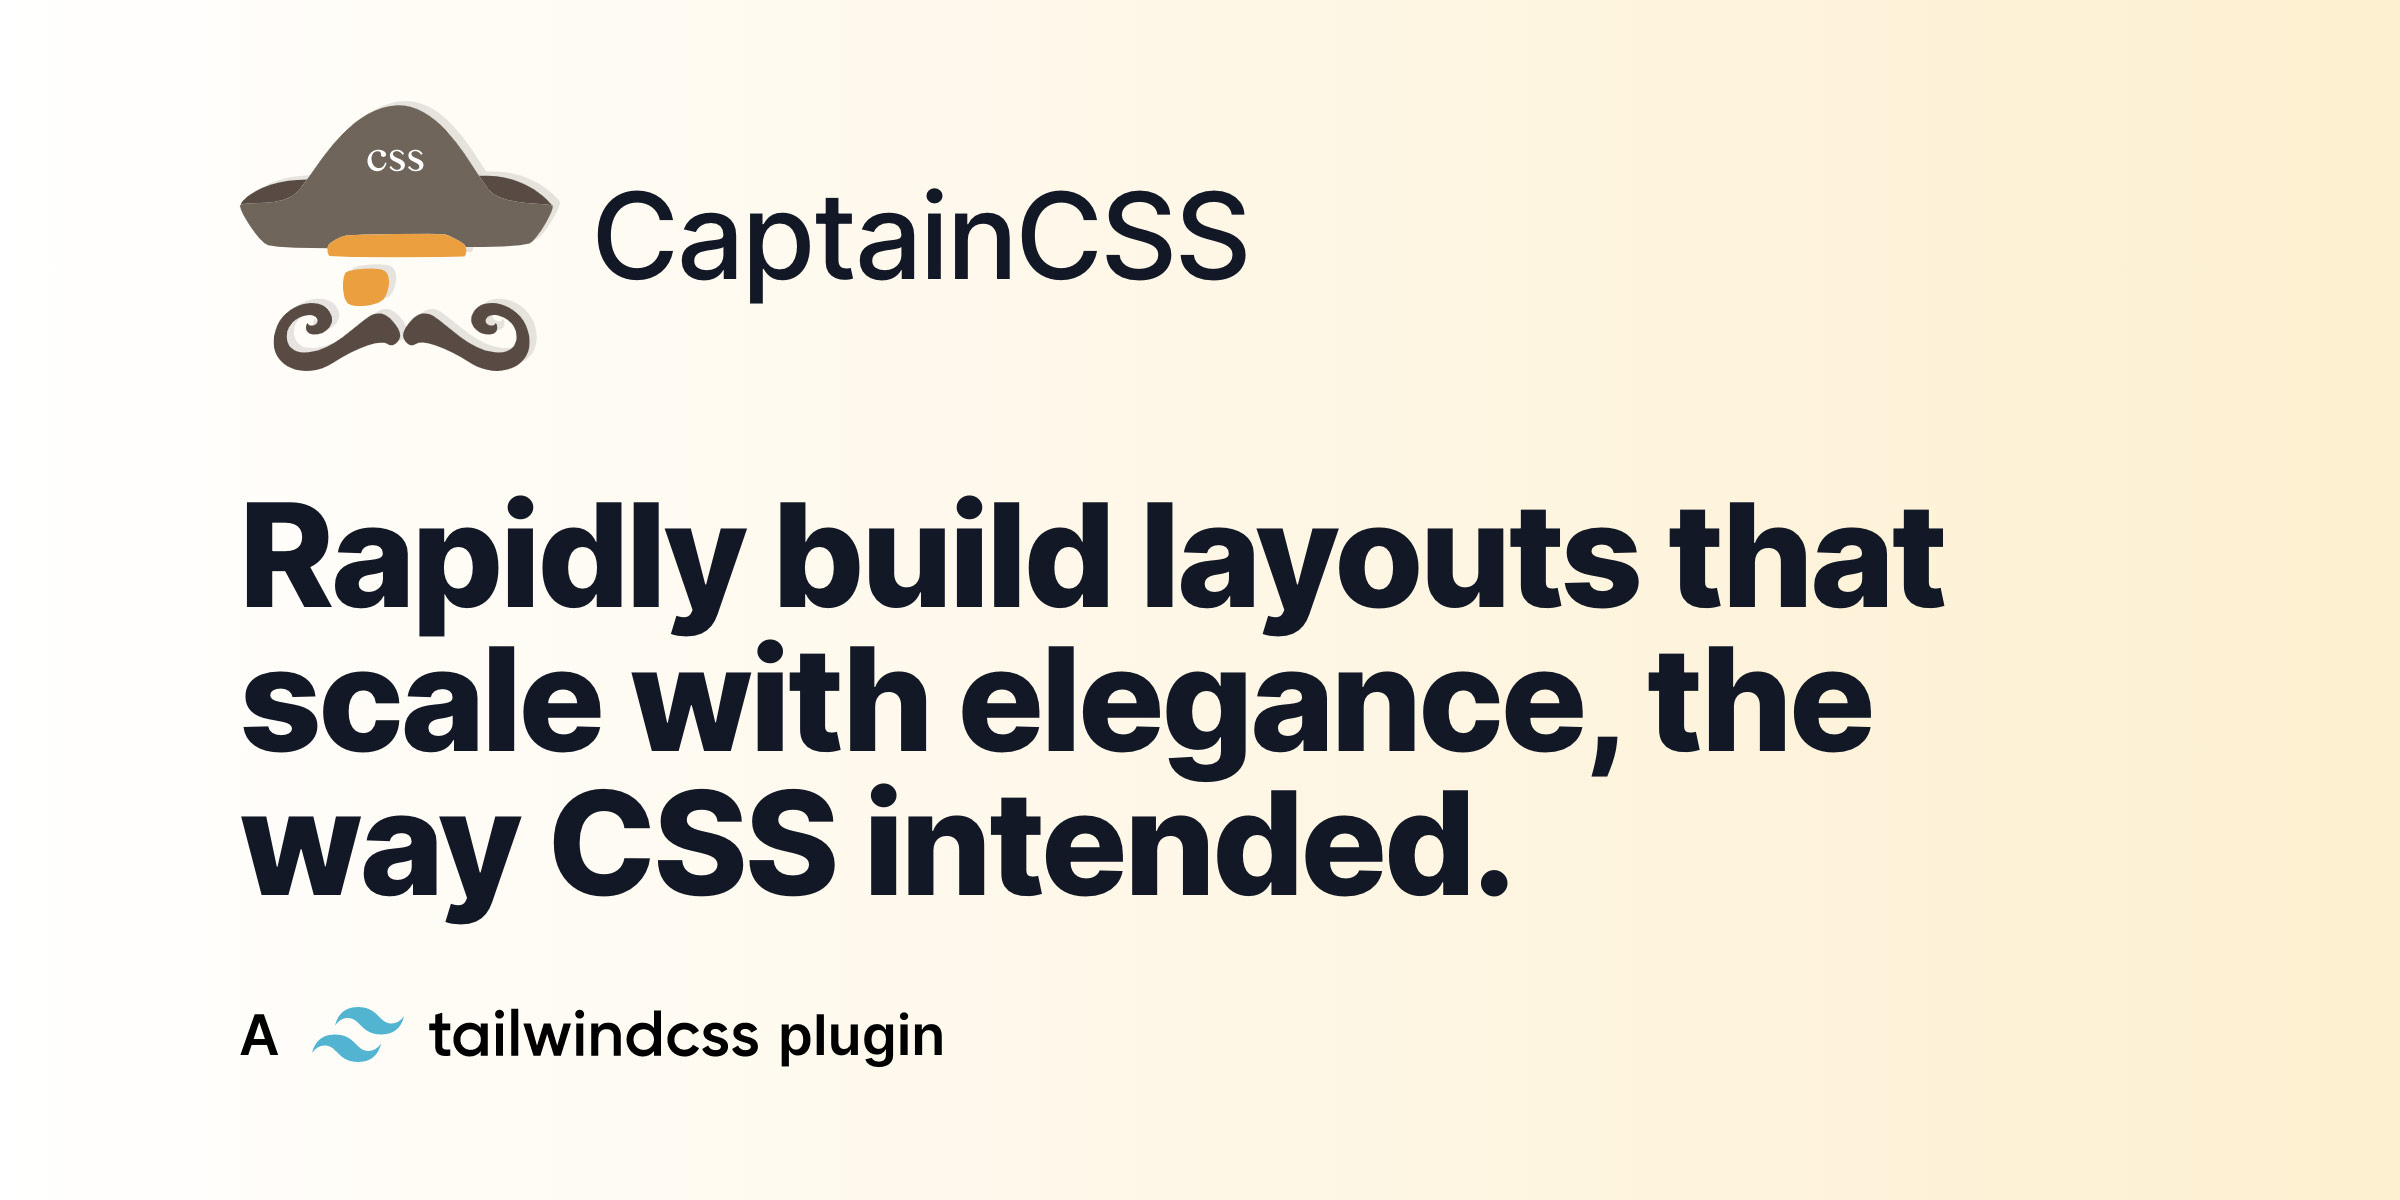 css
CaptainCSS
Rapidly build layouts that
scale with elegance, the
way CSS intended.
A tailwindcss plugin